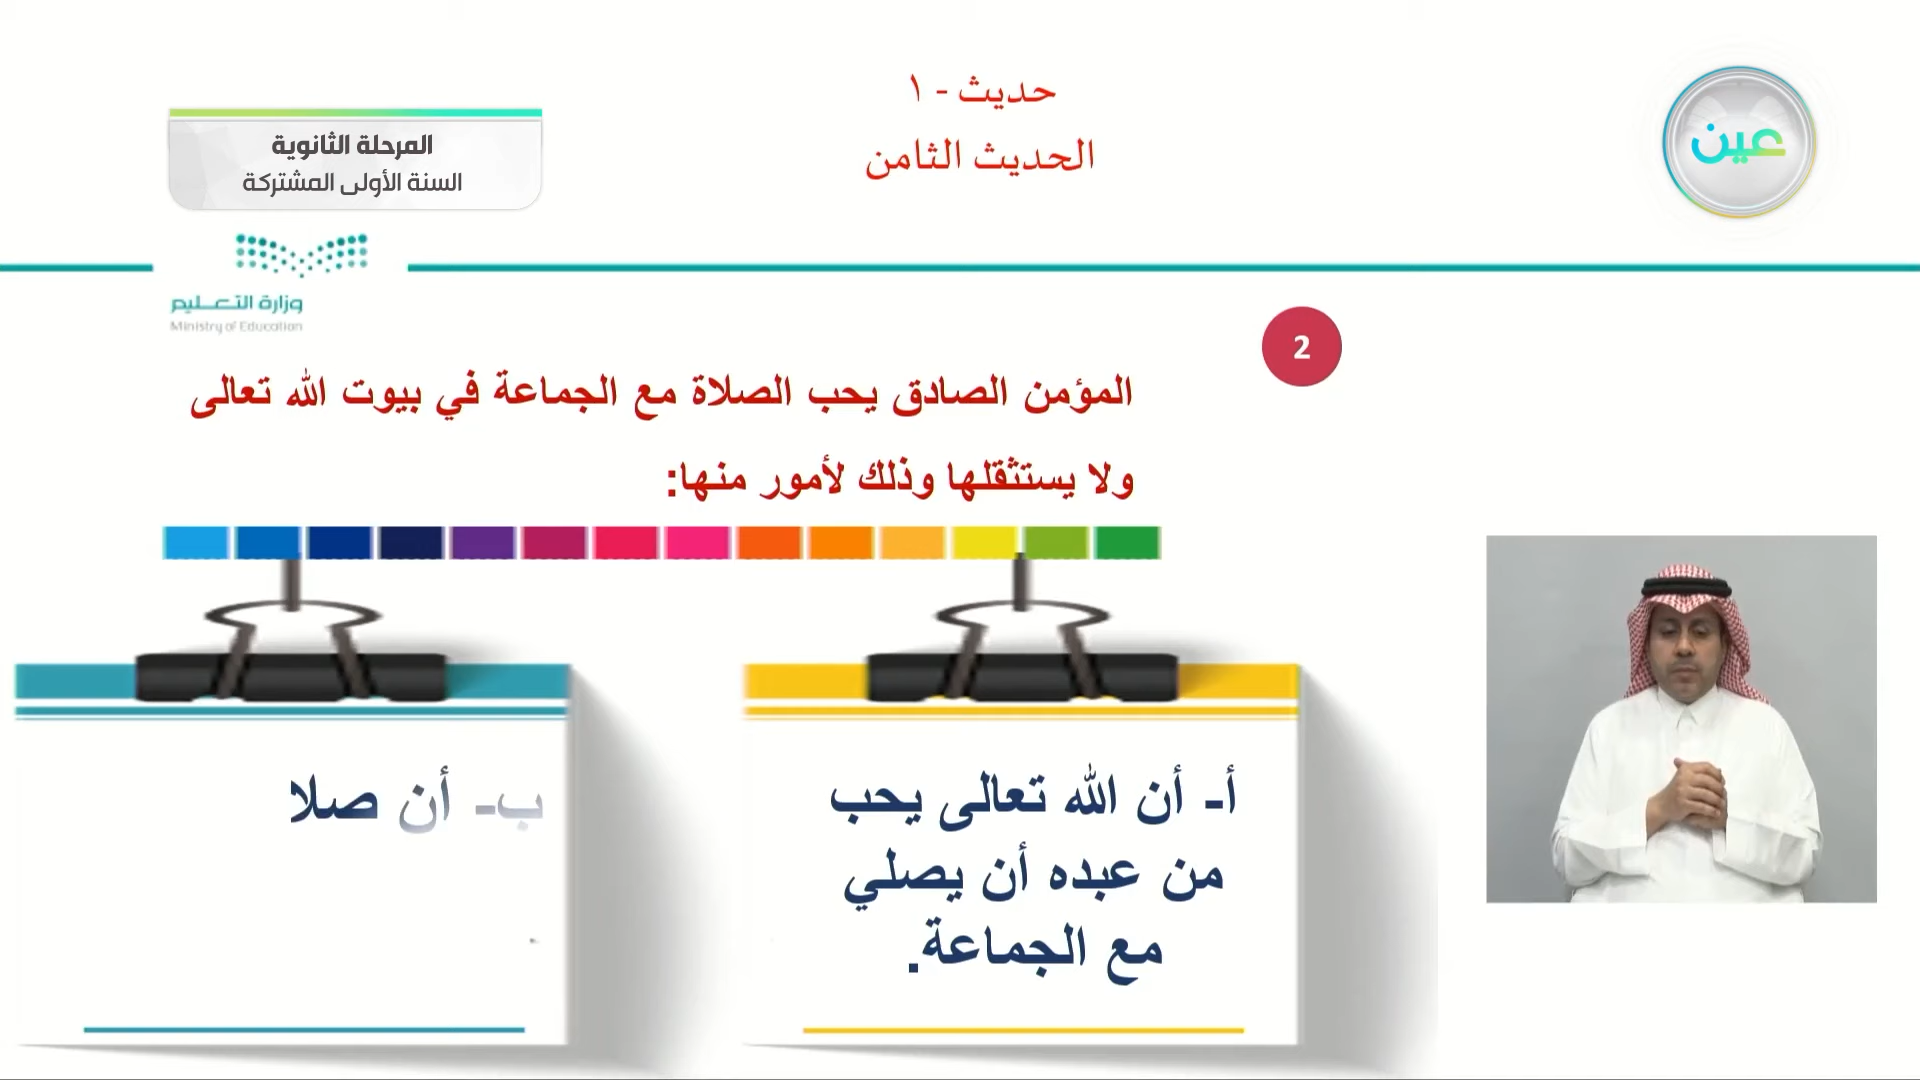 حديث - ١
الحديث الثامن
عين
المرحلة الثانوية
السنة الأولى المشتركة
وزارة التعليم
Ministry of Education
2
المؤمن الصادق يحب الصلاة مع الجماعة في بيوت الله تعالى
ولا يستثقلها وذلك لأمور منها:
أ- أن الله تعالى يحب
من عبده أن يصلي
مع الجماعة.
ب- أن صلا